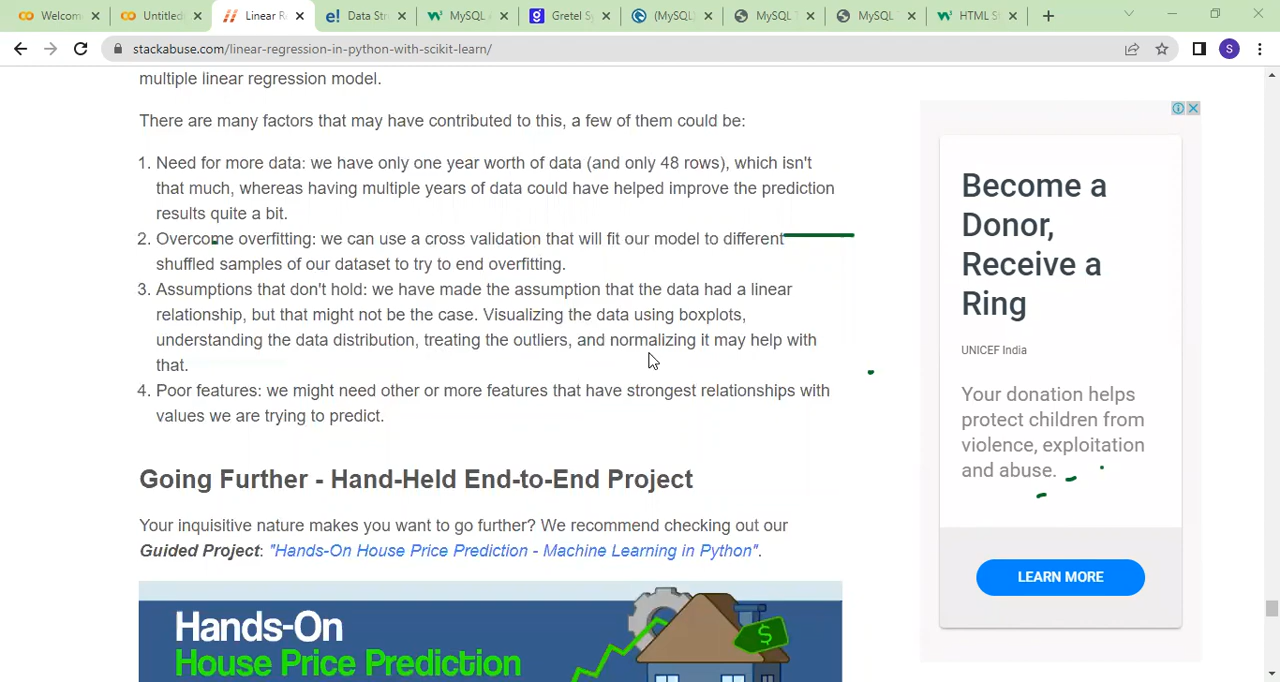 Welcom
Untitled
Linear R
Data Str
MySQL
Gretel Sy
(MySQL)
MySQL
MySQL
HTML S
stackabuse.com/linear-regression-in-python-with-scikit-learn/
S
multiple linear regression model.
There are many factors that may have contributed to this, a few of them could be:
1. Need for more data: we have only one year worth of data (and only 48 rows), which isn't
that much, whereas having multiple years of data could have helped improve the prediction
results quite a bit.
2. Overcome overfitting: we can use a cross validation that will fit our model to different
shuffled samples of our dataset to try to end overfitting.
3. Assumptions that don't hold: we have made the assumption that the data had a linear
relationship, but that might not be the case. Visualizing the data using boxplots,
understanding the data distribution, treating the outliers, and normalizing it may help with
that.
4. Poor features: we might need other or more features that have strongest relationships with
values we are trying to predict.
Going Further - Hand-Held End-to-End Project
Your inquisitive nature makes you want to go further? We recommend checking out our
Guided Project: "Hands-On House Price Prediction - Machine Learning in Python".
Hands-On
House Price Prediction
$
Become a
Donor,
Receive a
Ring
UNICEF India
Your donation helps
protect children from
violence, exploitation
and abuse.
LEARN MORE